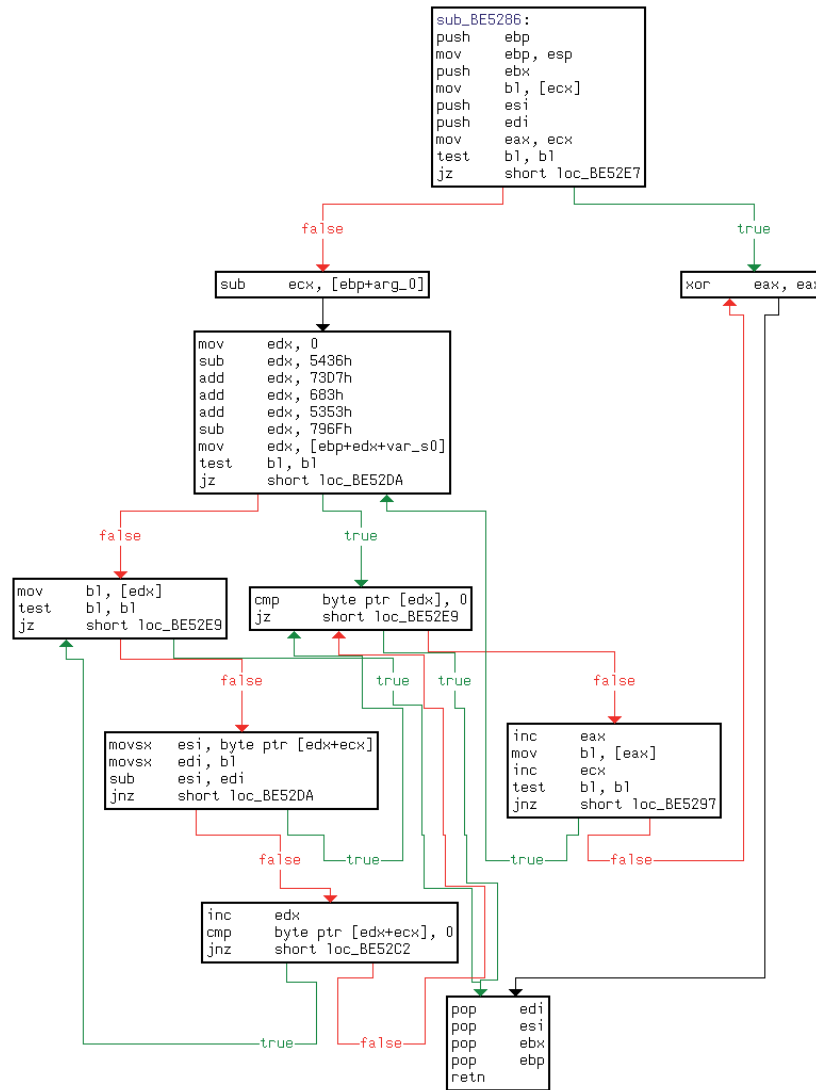 sub_BE5286:
push ebp
mov ebp, esp
push ebx
mov bl, [ecx]
push esi
push edi
mov eax, ecx
test bl, bl
jz short loc_BE52E7
false
true
sub ecx, [ebp+arg_0]
xor eax, eax
mov edx, 0
sub edx, 5436h
add edx, 73D7h
add edx, 683h
add edx, 5353h
sub edx, 796Fh
mov edx, [ebp+edx+var_s0]
test bl, bl
jz short loc_BE52DA
false
true
mov bl, [edx]
test bl, bl
jz short loc_BE52E9
cmp byte ptr [edx], 0
jz short loc_BE52E9
false
true
true
false
movsx esi, byte ptr [edx+ecx]
movsx edi, bl
sub esi, edi
jnz short loc_BE52DA
inc eax
mov bl, [eax]
inc ecx
test bl, bl
jnz short loc_BE5297
false
true
true
false
inc edx
cmp byte ptr [edx+ecx], 0
jnz short loc_BE52C2
true
false
pop edi
pop esi
pop ebx
pop ebp
retn